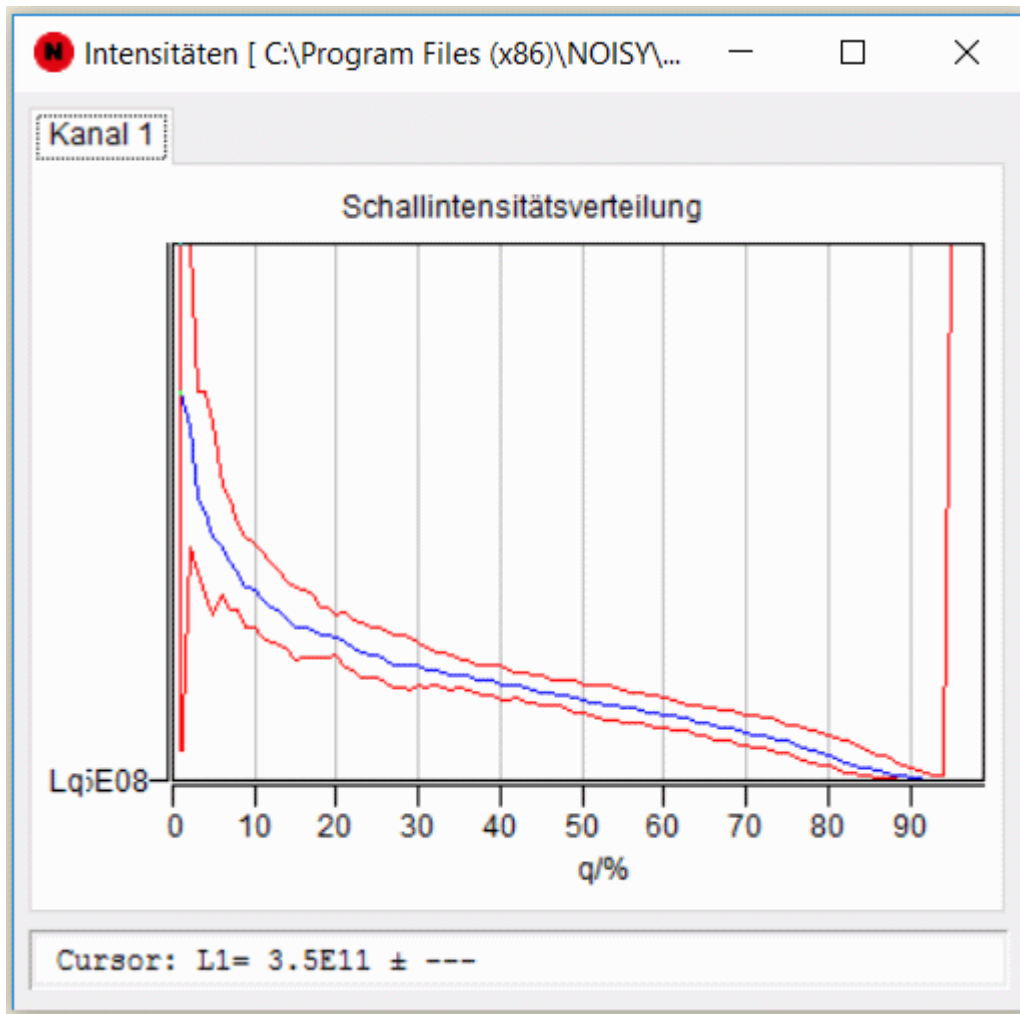 N Intensitäten [ C:\Program Files (x86)\NOISY\...
Kanal 1
Schallintensitätsverteilung
0 10 20 30 40 50 60 70 80 90
q/%
Cursor: L1= 3.5E11 ± ---